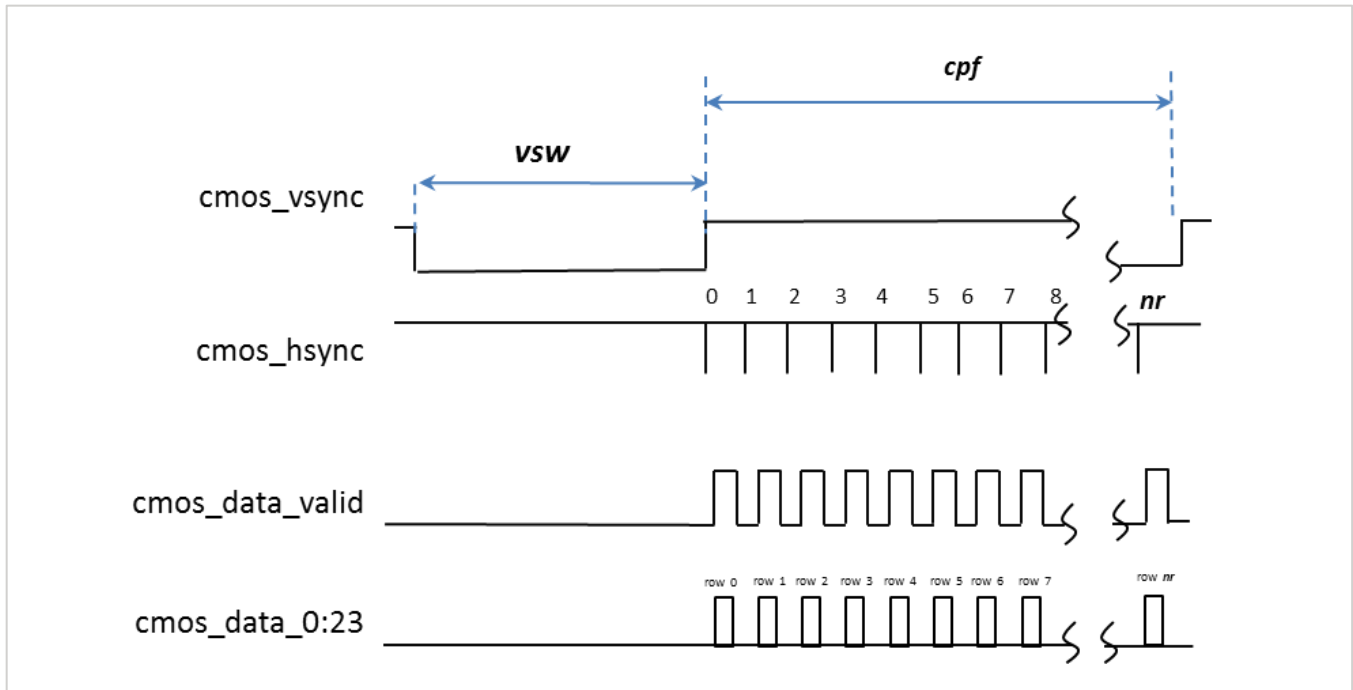 cpf
vsw
cmos_vsync
0 1 2 3 4 5 6 7 8 nr
cmos_hsync
cmos_data_valid
row 0 row 1 row 2 row 3 row 4 row 5 row 6 row 7 row nr
cmos_data_0:23